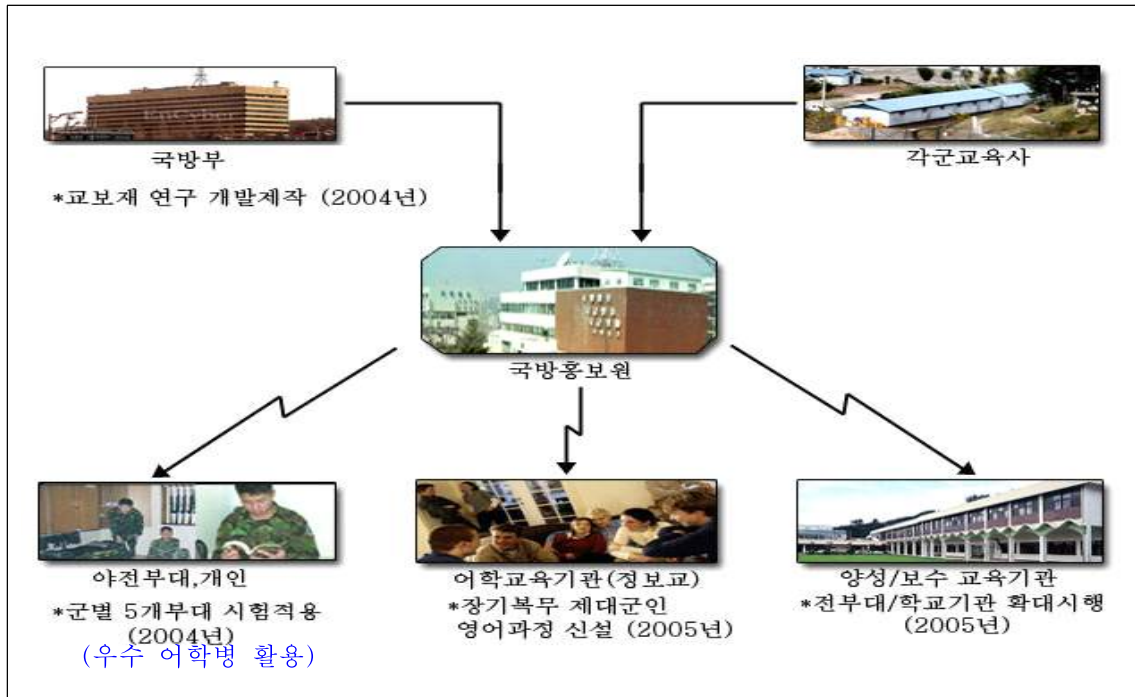 국방부
*교보재 연구 개발제작 (2004년)
각군교육사
국방홍보원
야전부대,개인
*군별 5개부대 시험적용
(2004년)
(우수 어학병 활용)
어학교육기관(정보교)
*장기복무 제대군인
영어과정 신설 (2005년)
양성/보수 교육기관
*전부대/학교기관 확대시행
(2005년)